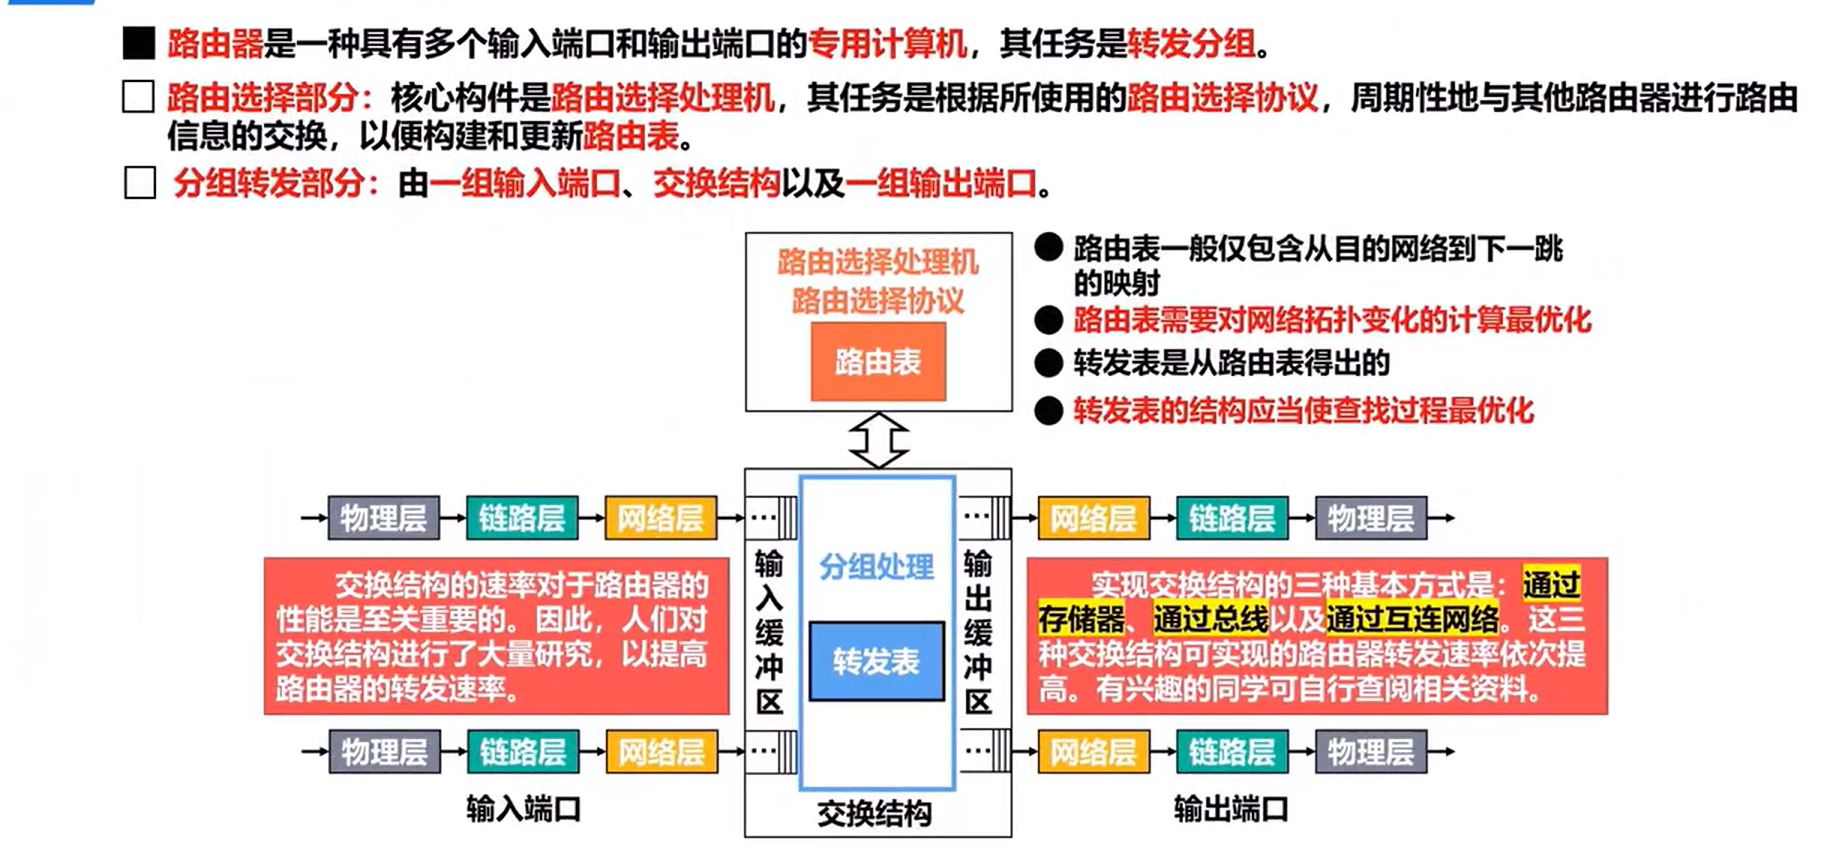 路由器是一种具有多个输入端口和输出端口的专用计算机，其任务是转发分组。
路由选择部分：核心构件是路由选择处理机，其任务是根据所使用的路由选择协议，周期性地与其他路由器进行路由
信息的交换，以便构建和更新路由表。
分组转发部分：由一组输入端口、交换结构以及一组输出端口。
路由选择处理机
路由选择协议
路由表
路由表一般仅包含从目的网络到下一跳
的映射
路由表需要对网络拓扑变化的计算最优化
转发表是从路由表得出的
转发表的结构应当使查找过程最优化
物理层
链路层
网络层
…
…
网络层
链路层
物理层
交换结构的速率对于路由器的
性能是至关重要的。因此，人们对
交换结构进行了大量研究，以提高
路由器的转发速率。
输入缓冲区
分组处理
转发表
输出缓冲区
实现交换结构的三种基本方式是：通过
存储器、通过总线以及通过互连网络。这三
种交换结构可实现的路由器转发速率依次提
高。有兴趣的同学可自行查阅相关资料。
物理层
链路层
网络层
…
…
网络层
链路层
物理层
输入端口
交换结构
输出端口